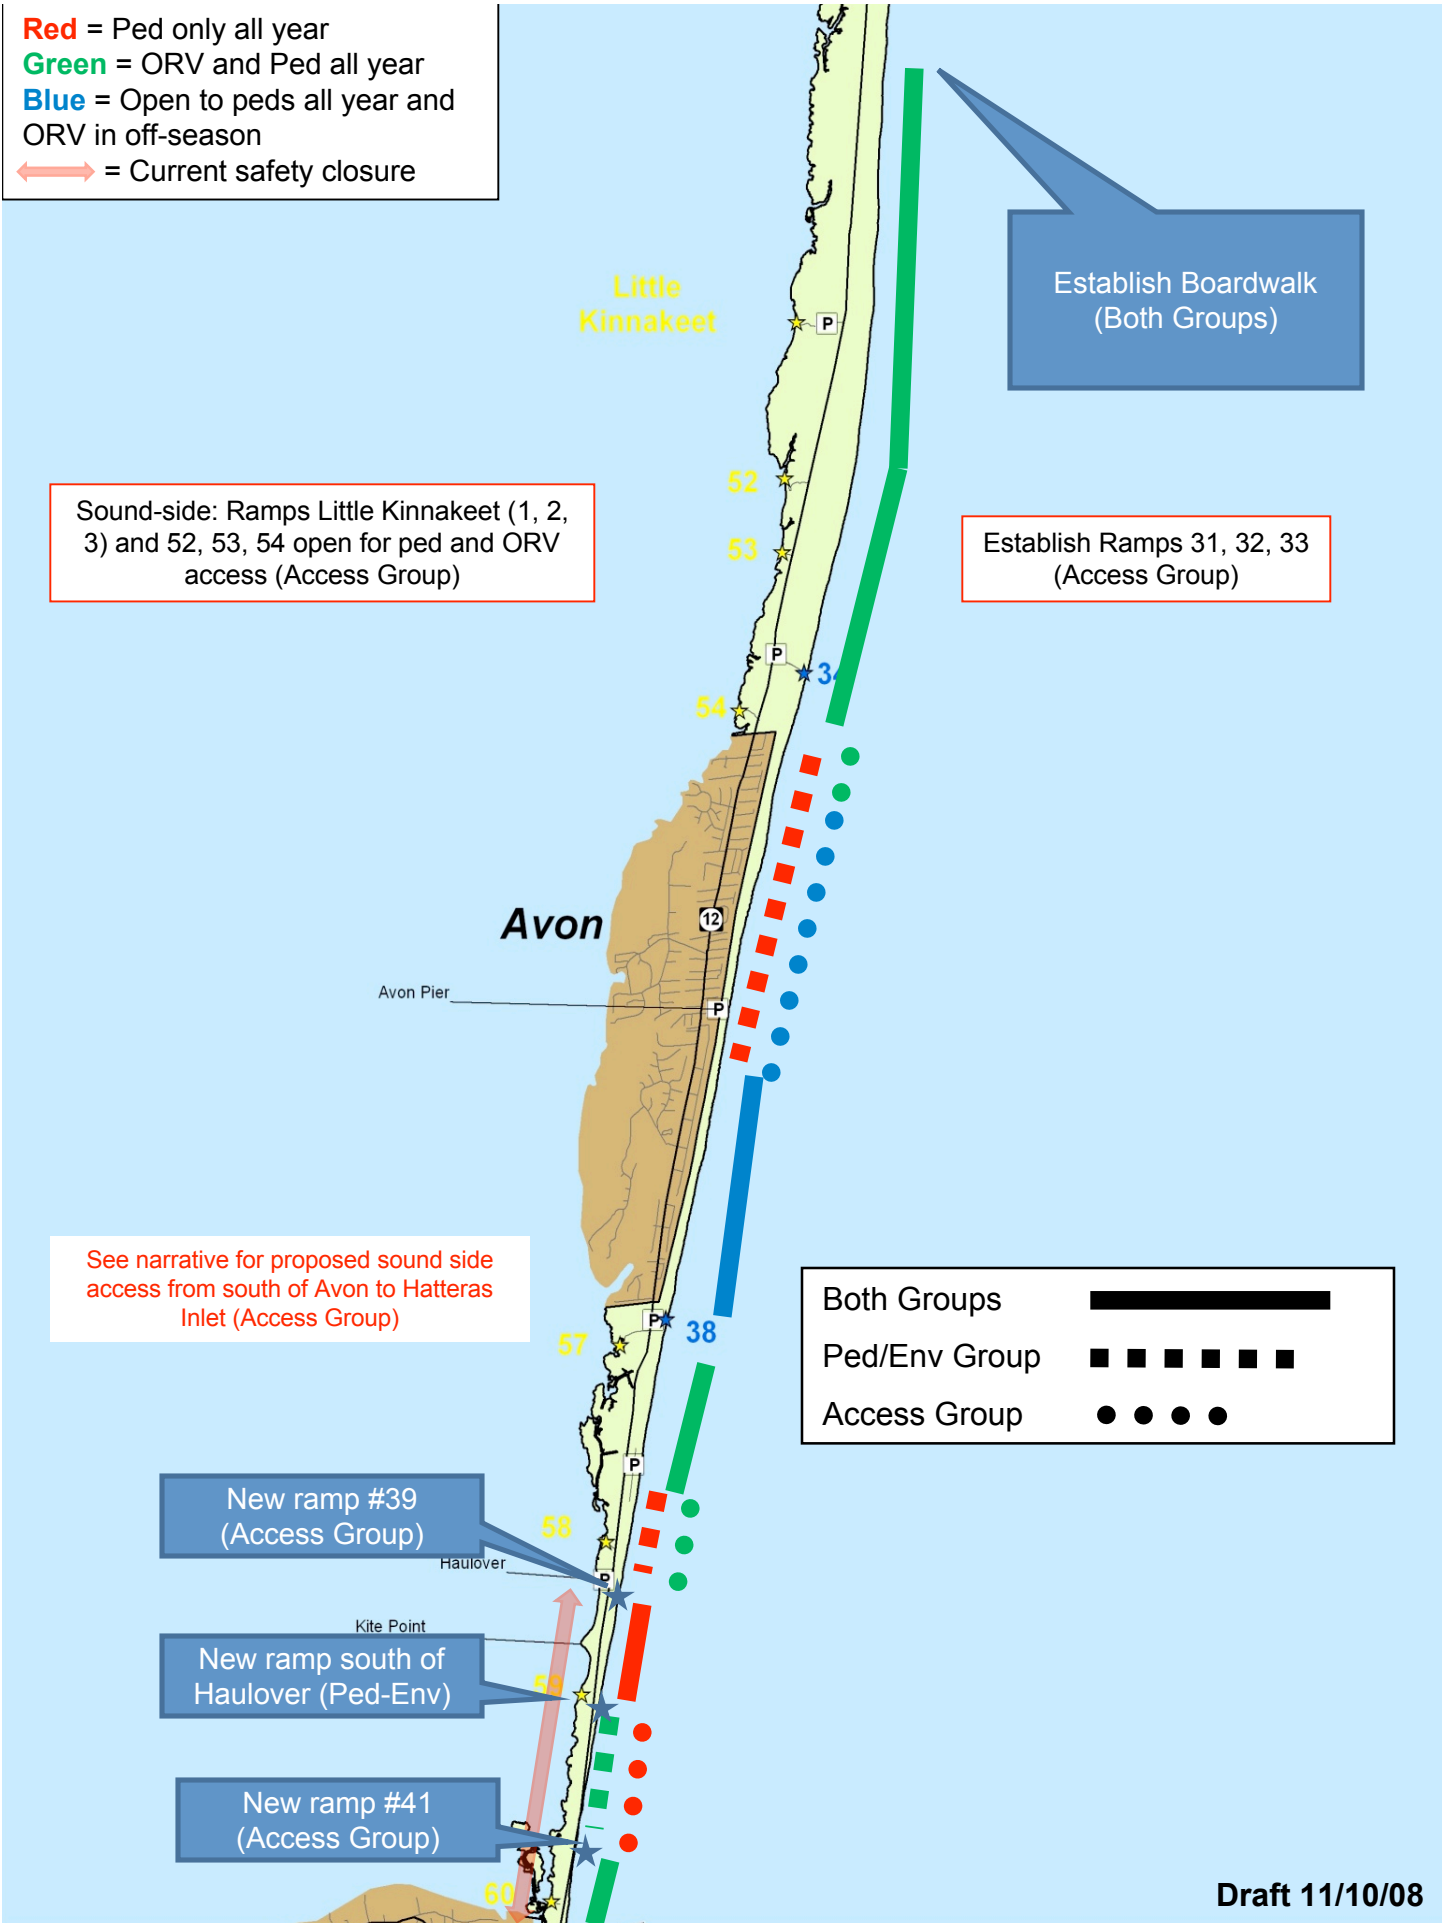 Red = Ped only all year
Green = ORV and Ped all year
Blue = Open to peds all year and
ORV in off-season
= Current safety closure
Establish Boardwalk
(Both Groups)
Little
Kinnakeet
P
52
Sound-side: Ramps Little Kinnakeet (1, 2,
3) and 52, 53, 54 open for ped and ORV
access (Access Group)
53
Establish Ramps 31, 32, 33
(Access Group)
P
34
54
Avon
12
Avon Pier
P
See narrative for proposed sound side
access from south of Avon to Hatteras
Inlet (Access Group)
P
38
57
Both Groups
Ped/Env Group
Access Group
P
New ramp #39
(Access Group)
58
Haulover
P
Kite Point
New ramp south of
Haulover (Ped-Env)
59
New ramp #41
(Access Group)
60
Draft 11/10/08